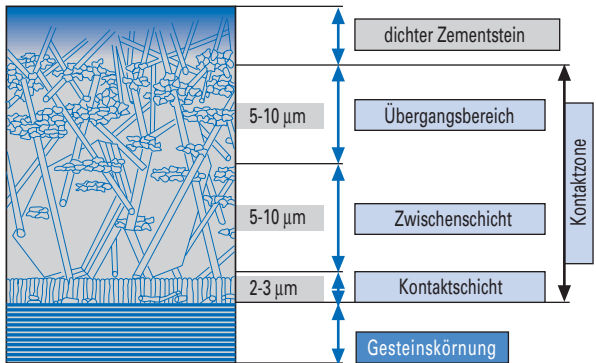 dichter Zementstein
5-10 µm
Übergangsbereich
5-10 µm
Zwischenschicht
2-3 µm
Kontaktschicht
Kontaktzone
Gesteinskörnung